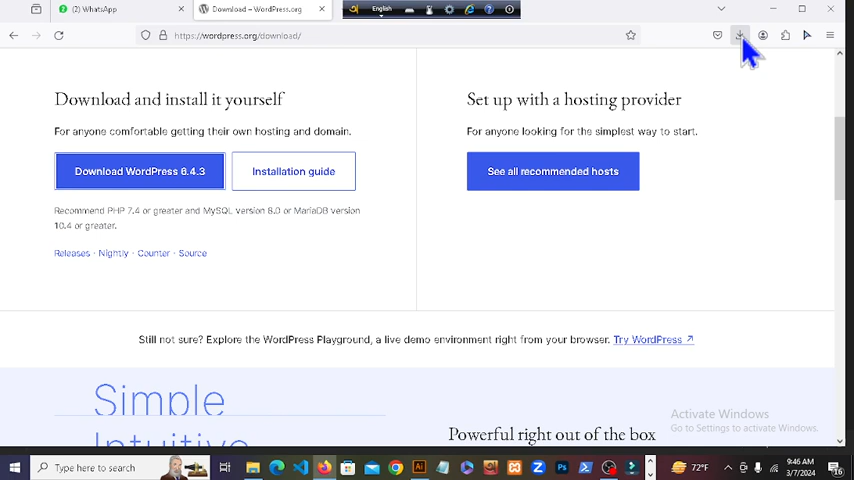 (2) WhatsApp
Download – WordPress.org
English
https://wordpress.org/download/
Download and install it yourself
For anyone comfortable getting their own hosting and domain.
Download WordPress 6.4.3
Installation guide
Recommend PHP 7.4 or greater and MySQL version 8.0 or MariaDB version
10.4 or greater.
Releases · Nightly · Counter · Source
Set up with a hosting provider
For anyone looking for the simplest way to start.
See all recommended hosts
Still not sure? Explore the WordPress Playground, a live demo environment right from your browser. Try WordPress ↗
Simple
Intuitive
Powerful right out of the box
Activate Windows
Go to Settings to activate Windows.
Type here to search
Ai
Ps
72°F
9:46 AM
3/7/2024
16